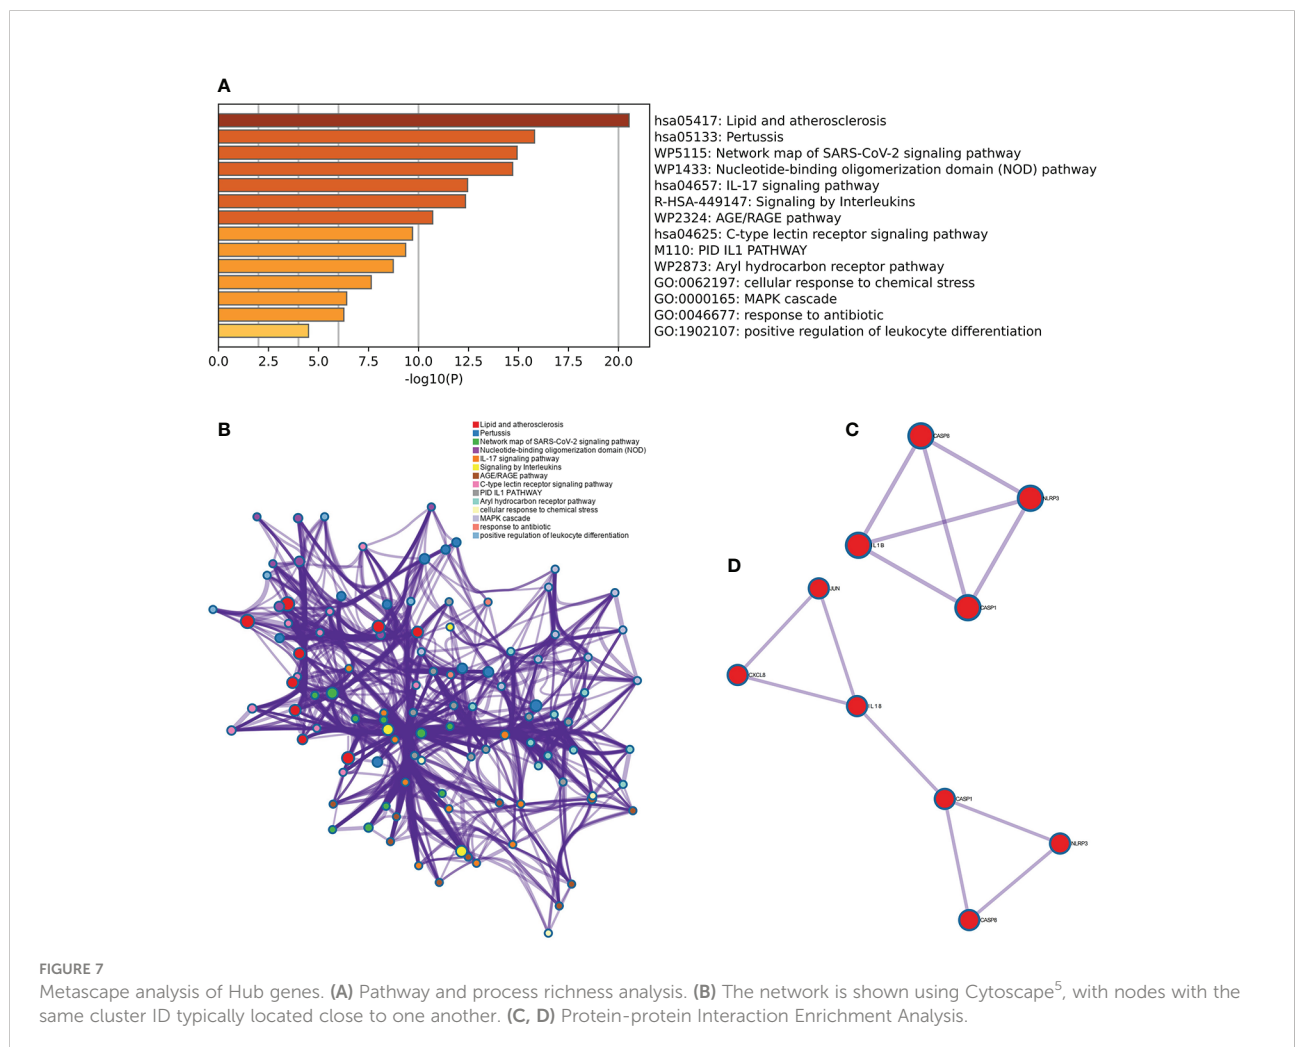 A
hsa05417: Lipid and atherosclerosis
hsa05133: Pertussis
WP5115: Network map of SARS-CoV-2 signaling pathway
WP1433: Nucleotide-binding oligomerization domain (NOD) pathway
hsa04657: IL-17 signaling pathway
R-HSA-449147: Signaling by Interleukins
WP2324: AGE/RAGE pathway
hsa04625: C-type lectin receptor signaling pathway
M110: PID IL1 PATHWAY
WP2873: Aryl hydrocarbon receptor pathway
GO:0062197: cellular response to chemical stress
GO:0000165: MAPK cascade
GO:0046677: response to antibiotic
GO:1902107: positive regulation of leukocyte differentiation
0.0 2.5 5.0 7.5 10.0 12.5 15.0 17.5 20.0
-log10(P)
B
Lipid and atherosclerosis
Pertussis
Network map of SARS-CoV-2 signaling pathway
Nucleotide-binding oligomerization domain (NOD)
IL-17 signaling pathway
Signaling by Interleukins
AGE/RAGE pathway
C-type lectin receptor signaling pathway
PID IL1 PATHWAY
Aryl hydrocarbon receptor pathway
cellular response to chemical stress
MAPK cascade
response to antibiotic
positive regulation of leukocyte differentiation
C
CASP8
NLRP3
IL1B
CASP1
D
JUN
CXCL8
IL1B
CASP1
NLRP3
CASP8
FIGURE 7
Metascape analysis of Hub genes. (A) Pathway and process richness analysis. (B) The network is shown using Cytoscape5, with nodes with the
same cluster ID typically located close to one another. (C, D) Protein-protein Interaction Enrichment Analysis.